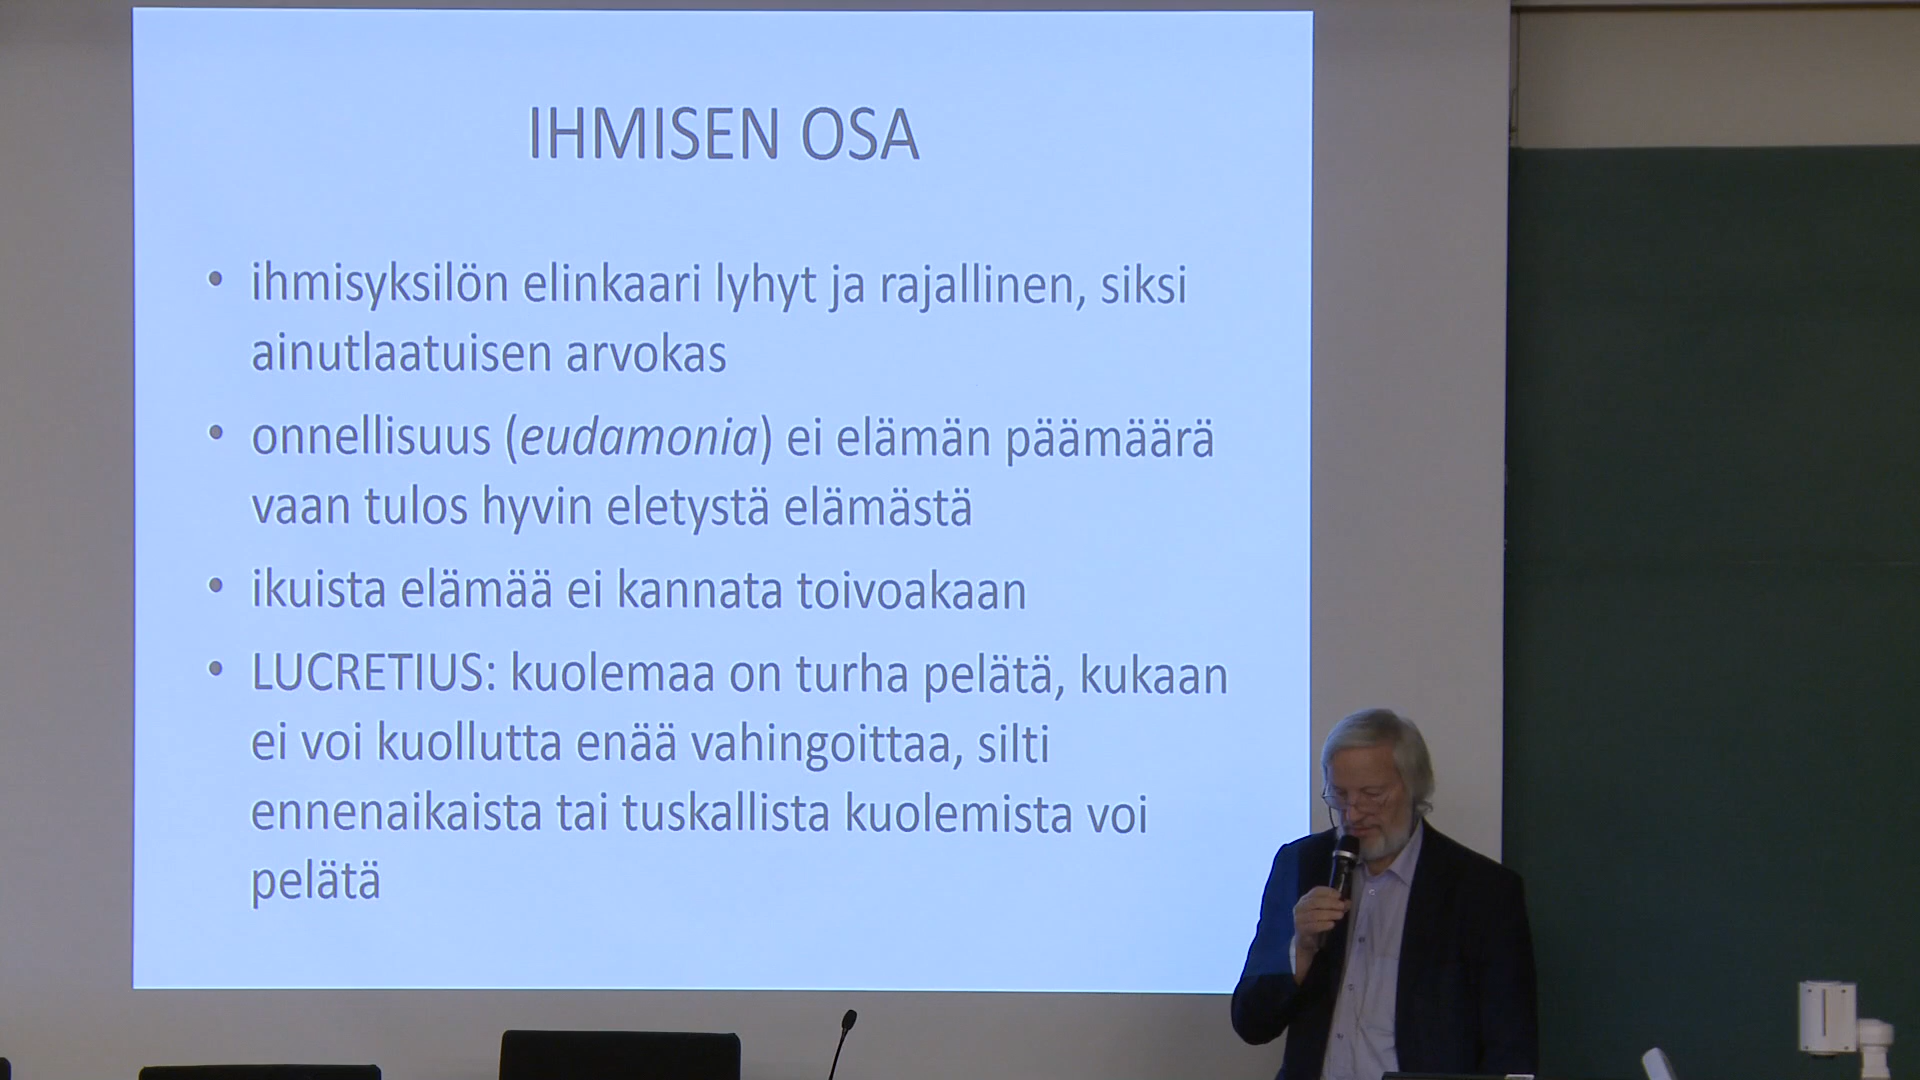 IHMISEN OSA
• ihmisyksilön elinkaari lyhyt ja rajallinen, siksi
ainutlaatuisen arvokas
• onnellisuus (eudamonia) ei elämän päämäärä
vaan tulos hyvin eletystä elämästä
• ikuista elämää ei kannata toivoakaan
• LUCRETIUS: kuolemaa on turha pelätä, kukaan
ei voi kuollutta enää vahingoittaa, silti
ennenaikaista tai tuskallista kuolemista voi
pelätä